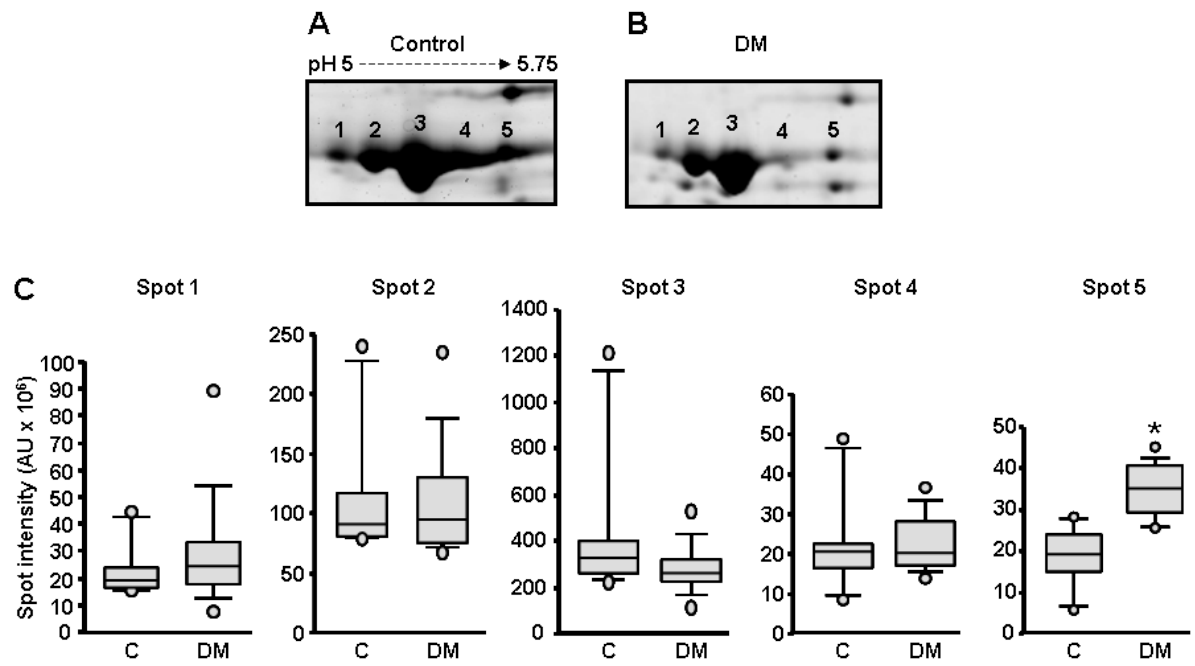 A
Control
pH 5 5.75
1 2 3 4 5
B
DM
1 2 3 4 5
C
Spot 1
Spot 2
Spot 3
Spot 4
Spot 5
Spot intensity (AU x 10⁶)
100
90
80
70
60
50
40
30
20
10
0
C DM
250
200
150
100
50
0
C DM
1400
1200
1000
800
600
400
200
0
C DM
60
50
40
30
20
10
0
C DM
50
40
30
20
10
0
*
C DM